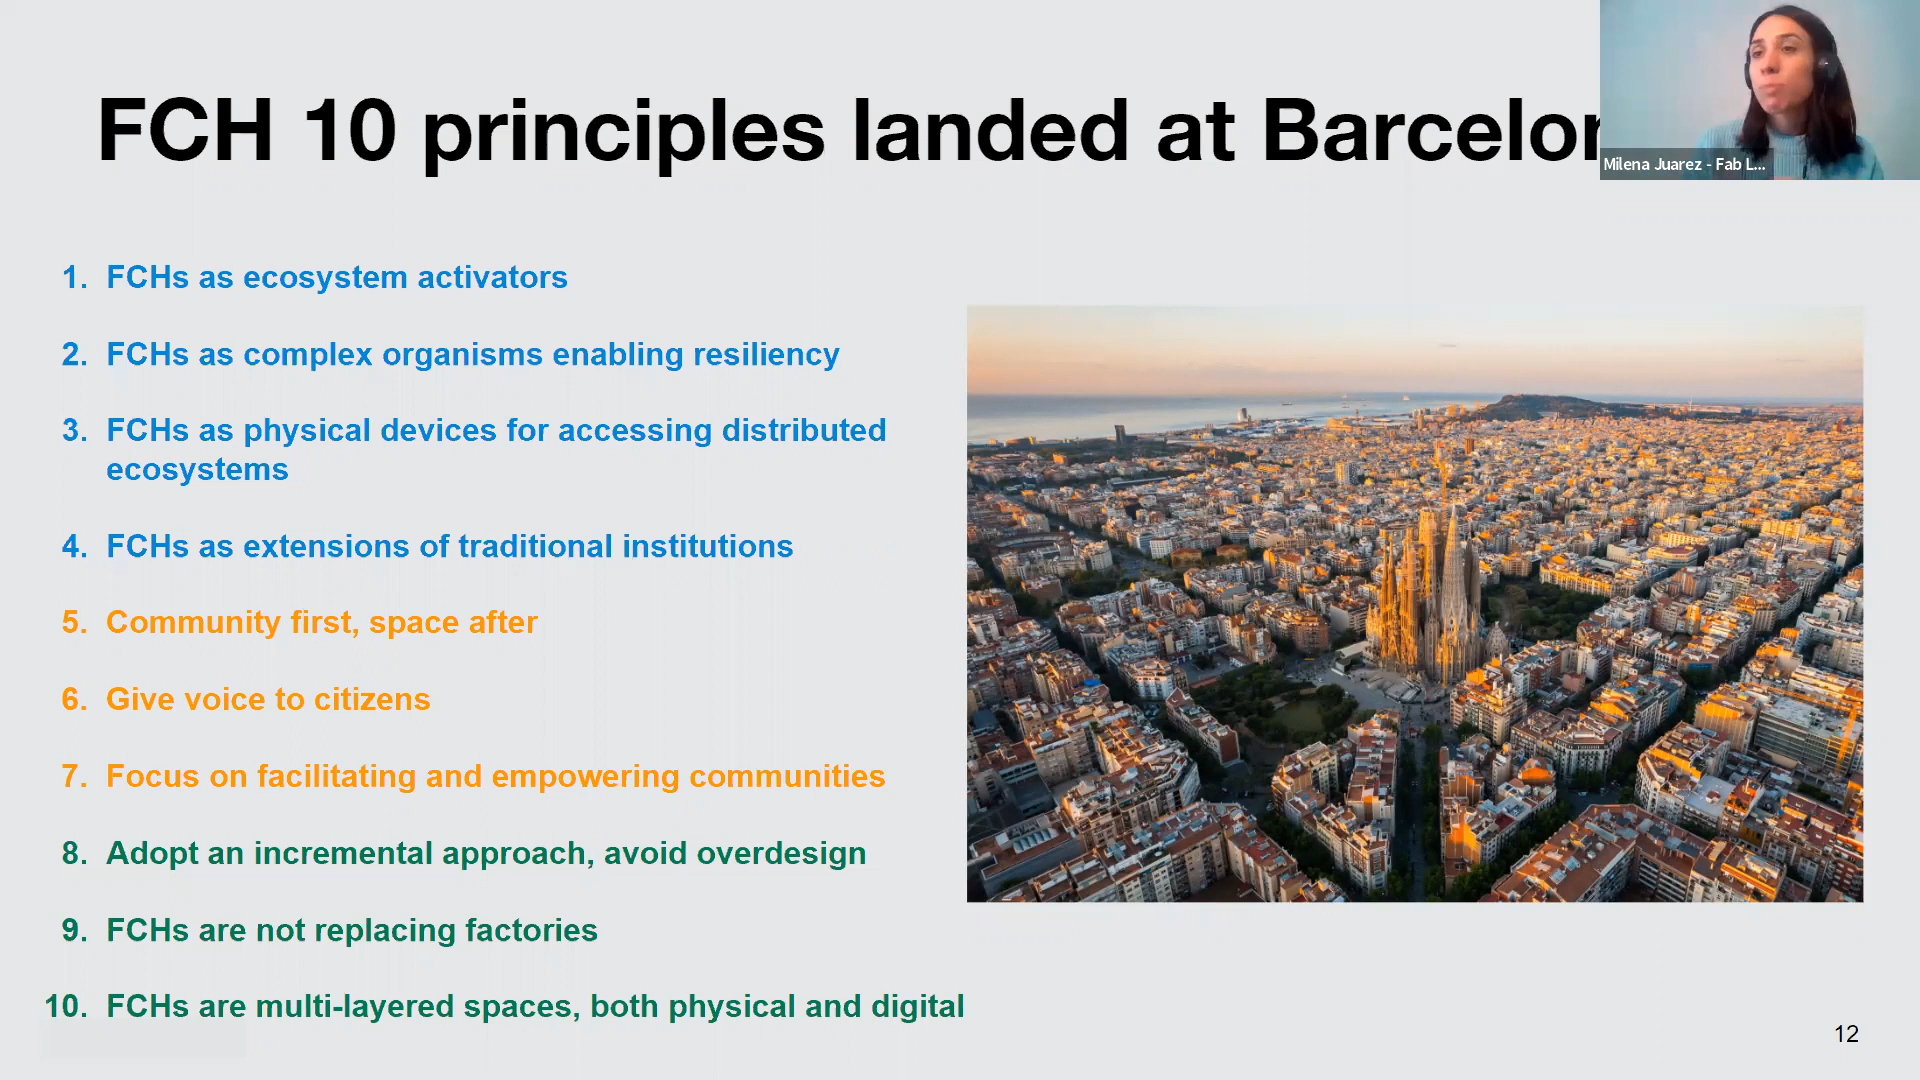 FCH 10 principles landed at Barcelon
Milena Juarez - Fab L...
1. FCHs as ecosystem activators
2. FCHs as complex organisms enabling resiliency
3. FCHs as physical devices for accessing distributed
ecosystems
4. FCHs as extensions of traditional institutions
5. Community first, space after
6. Give voice to citizens
7. Focus on facilitating and empowering communities
8. Adopt an incremental approach, avoid overdesign
9. FCHs are not replacing factories
10. FCHs are multi-layered spaces, both physical and digital
12